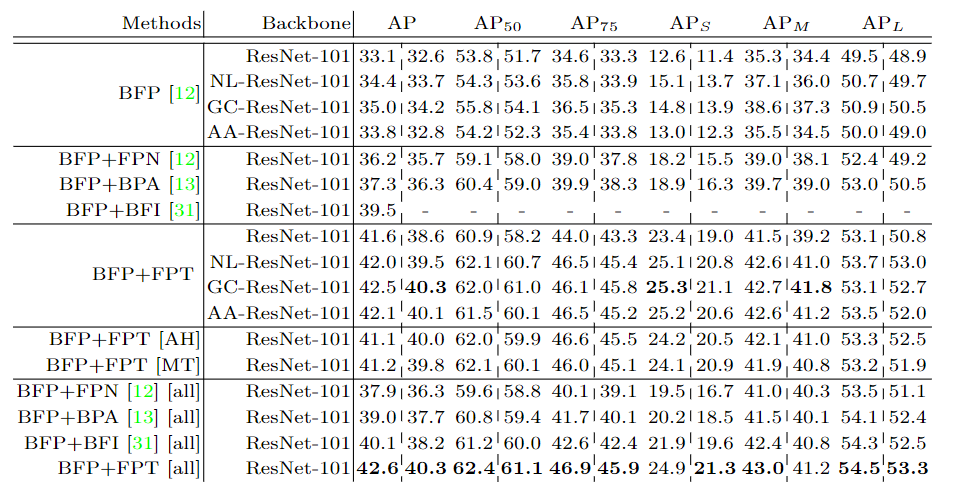 Methods Backbone AP AP50 AP75 APS APM APL
ResNet-101 33.1 32.6 53.8 51.7 34.6 33.3 12.6 11.4 35.3 34.4 49.5 48.9
BFP [12] NL-ResNet-101 34.4 33.7 54.3 53.6 35.8 33.9 15.1 13.7 37.1 36.0 50.7 49.7
GC-ResNet-101 35.0 34.2 55.8 54.1 36.5 35.3 14.8 13.9 38.6 37.3 50.9 50.5
AA-ResNet-101 33.8 32.8 54.2 52.3 35.4 33.8 13.0 12.3 35.5 34.5 50.0 49.0
BFP+FPN [12] ResNet-101 36.2 35.7 59.1 58.0 39.0 37.8 18.2 15.5 39.0 38.1 52.4 49.2
BFP+BPA [13] ResNet-101 37.3 36.3 60.4 59.0 39.9 38.3 18.9 16.3 39.7 39.0 53.0 50.5
BFP+BFI [31] ResNet-101 39.5 - - - - - - - - - - -
ResNet-101 41.6 38.6 60.9 58.2 44.0 43.3 23.4 19.0 41.5 39.2 53.1 50.8
BFP+FPT NL-ResNet-101 42.0 39.5 62.1 60.7 46.5 45.4 25.1 20.8 42.6 41.0 53.7 53.0
GC-ResNet-101 42.5 40.3 62.0 61.0 46.1 45.8 25.3 21.1 42.7 41.8 53.1 52.7
AA-ResNet-101 42.1 40.1 61.5 60.1 46.5 45.2 25.2 20.6 42.6 41.2 53.5 52.0
BFP+FPT [AH] ResNet-101 41.1 40.0 62.0 59.9 46.6 45.5 24.2 20.5 42.1 41.0 53.3 52.5
BFP+FPT [MT] ResNet-101 41.2 39.8 62.1 60.1 46.0 45.1 24.1 20.9 41.9 40.8 53.2 51.9
BFP+FPN [12] [all] ResNet-101 37.9 36.3 59.6 58.8 40.1 39.1 19.5 16.7 41.0 40.3 53.5 51.1
BFP+BPA [13] [all] ResNet-101 39.0 37.7 60.8 59.4 41.7 40.1 20.2 18.5 41.5 40.1 54.1 52.4
BFP+BFI [31] [all] ResNet-101 40.1 38.2 61.2 60.0 42.6 42.4 21.9 19.6 42.4 40.8 54.3 52.5
BFP+FPT [all] ResNet-101 42.6 40.3 62.4 61.1 46.9 45.9 24.9 21.3 43.0 41.2 54.5 53.3